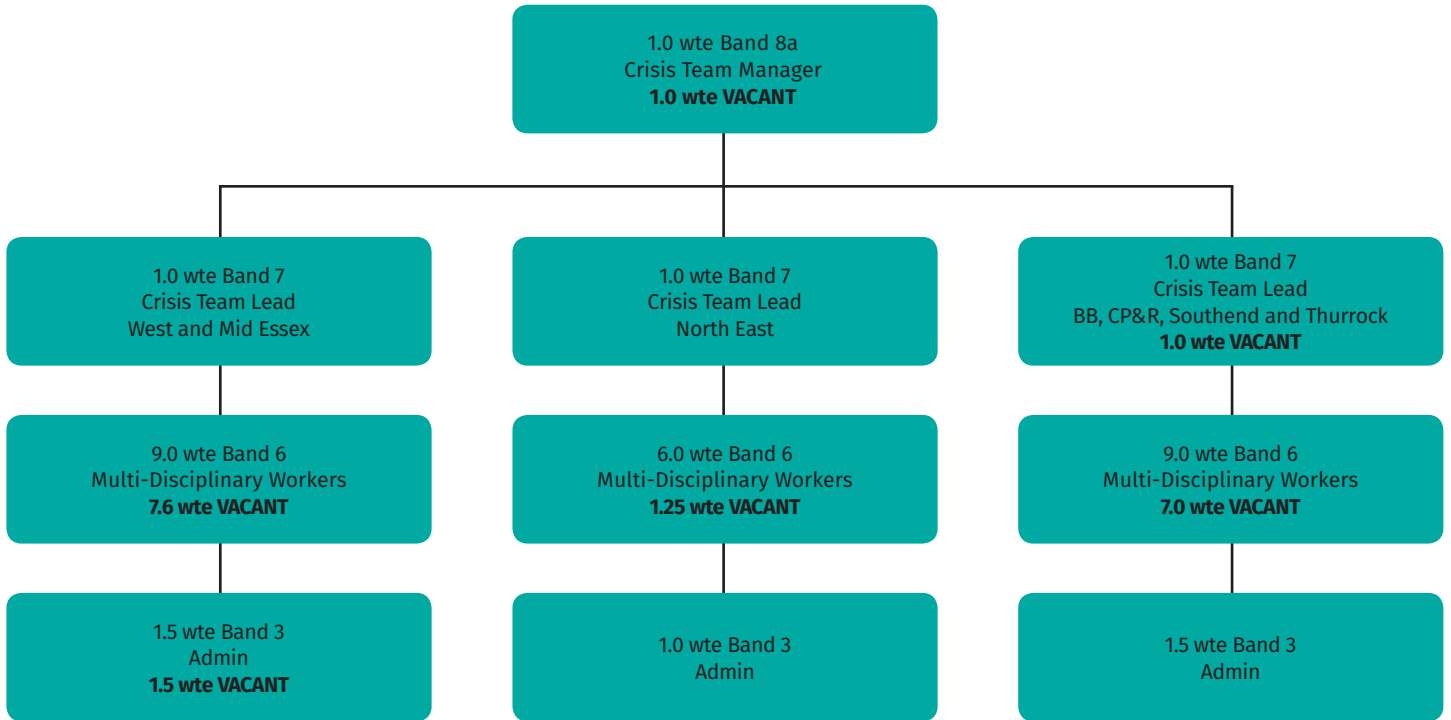 1.0 wte Band 8a
Crisis Team Manager
1.0 wte VACANT
1.0 wte Band 7
Crisis Team Lead
West and Mid Essex
1.0 wte Band 7
Crisis Team Lead
North East
1.0 wte Band 7
Crisis Team Lead
BB, CP&R, Southend and Thurrock
1.0 wte VACANT
9.0 wte Band 6
Multi-Disciplinary Workers
7.6 wte VACANT
6.0 wte Band 6
Multi-Disciplinary Workers
1.25 wte VACANT
9.0 wte Band 6
Multi-Disciplinary Workers
7.0 wte VACANT
1.5 wte Band 3
Admin
1.5 wte VACANT
1.0 wte Band 3
Admin
1.5 wte Band 3
Admin